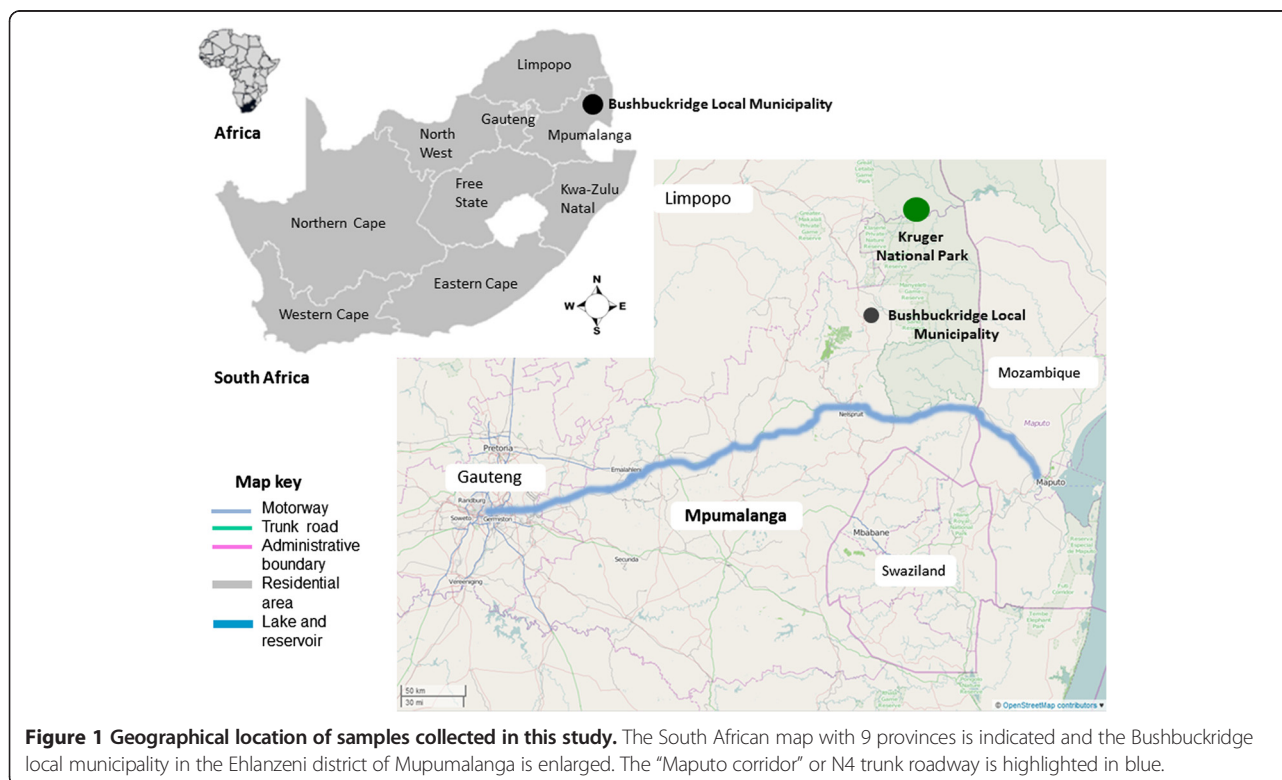 Limpopo
Bushbuckridge Local Municipality
Africa
Gauteng
North
West
Mpumalanga
Free
State
Kwa-Zulu
Natal
Northern Cape
Eastern Cape
Western Cape
N
W E
S
South Africa
Limpopo
Kruger
National Park
Bushbuckridge Local
Municipality
Mozambique
Nelspruit
Maputo
Pretoria
Emalahleni
Maputo
Gauteng
Randburg
Soweto Germiston
Mpumalanga
Mbabane
Secunda
Swaziland
Vereeniging
Map key
Motorway
Trunk road
Administrative
boundary
Residential
area
Lake and
reservoir
50 km
30 mi
© OpenStreetMap contributors ▾
Figure 1 Geographical location of samples collected in this study. The South African map with 9 provinces is indicated and the Bushbuckridge
local municipality in the Ehlanzeni district of Mupumalanga is enlarged. The “Maputo corridor” or N4 trunk roadway is highlighted in blue.